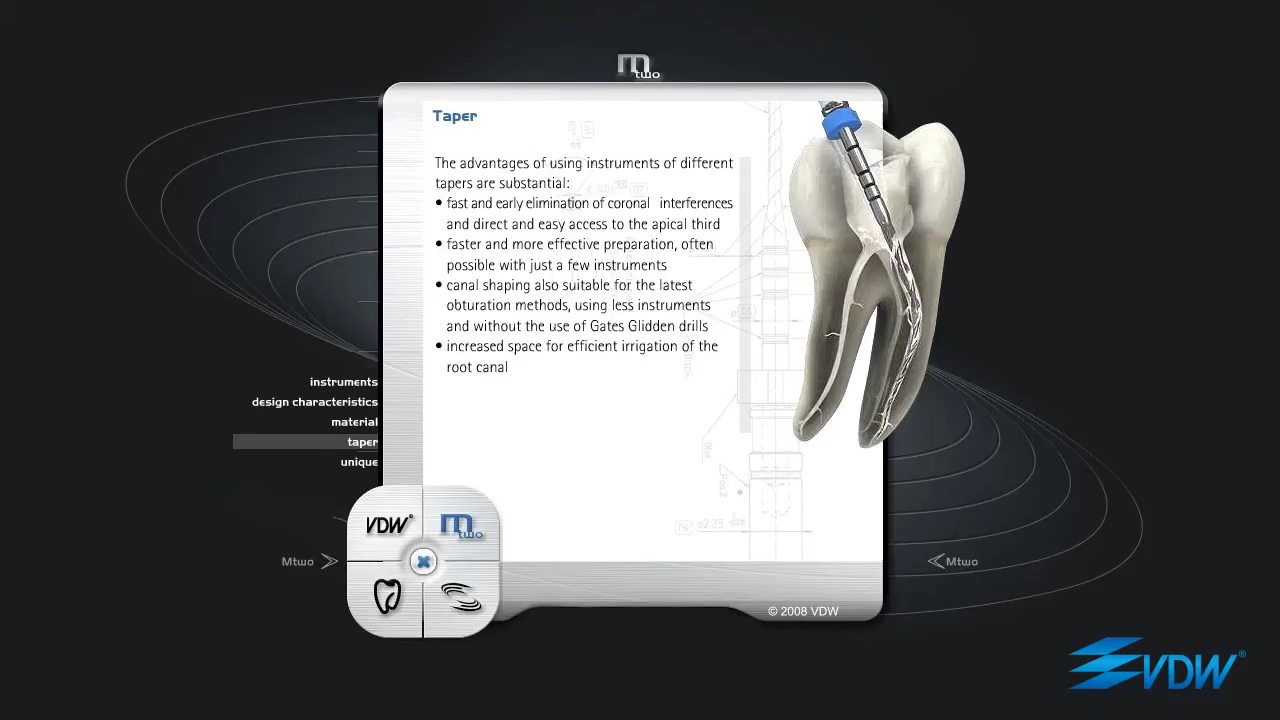 mtwo
Taper
The advantages of using instruments of different
tapers are substantial:
• fast and early elimination of coronal interferences
and direct and easy access to the apical third
• faster and more effective preparation, often
possible with just a few instruments
• canal shaping also suitable for the latest
obturation methods, using less instruments
and without the use of Gates Glidden drills
• increased space for efficient irrigation of the
root canal
instruments
design characteristics
material
taper
unique
VDW®
mtwo
Mtwo
Mtwo
© 2008 VDW
VDW®